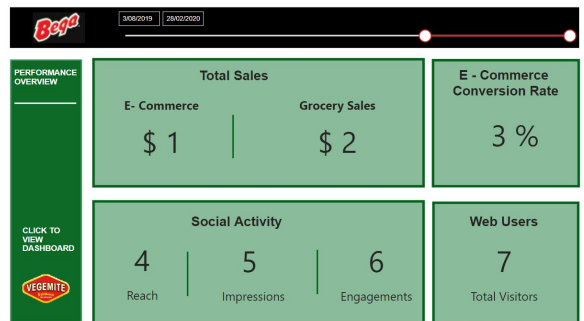 Bega
3/08/2019 28/02/2020
PERFORMANCE
OVERVIEW
Total Sales
E- Commerce
Grocery Sales
$ 1
$ 2
E - Commerce
Conversion Rate
3 %
Social Activity
4
5
6
Reach
Impressions
Engagements
Web Users
7
Total Visitors
CLICK TO
VIEW
DASHBOARD
VEGEMITE